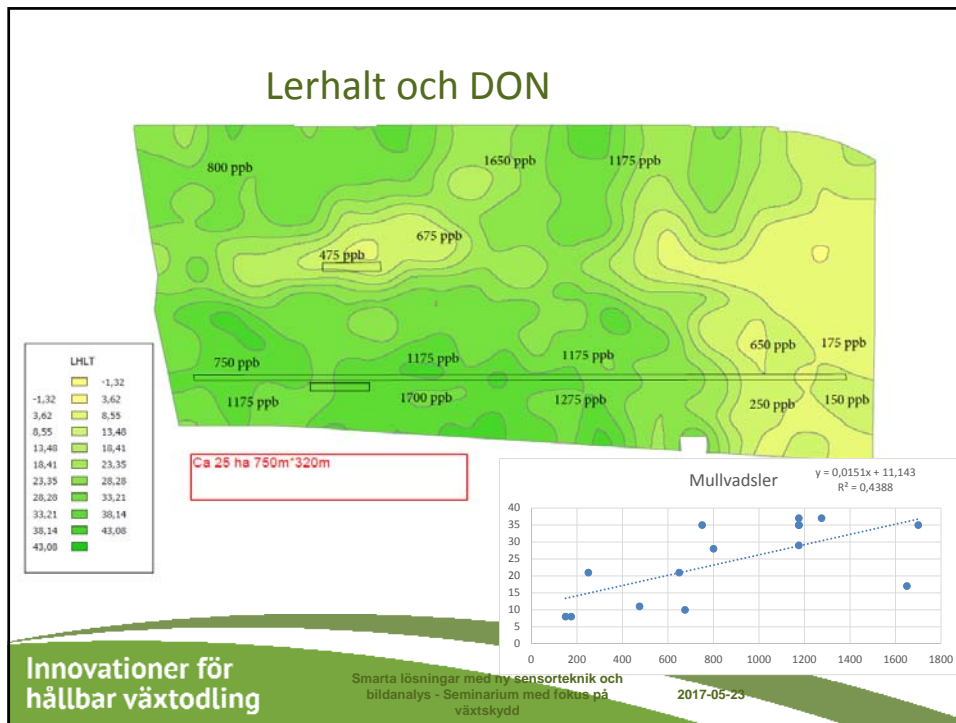 Lerhalt och DON
800 ppb
1650 ppb
1175 ppb
675 ppb
475 ppb
750 ppb
1175 ppb
1175 ppb
650 ppb
175 ppb
1175 ppb
1700 ppb
1275 ppb
250 ppb
150 ppb
LHLT
-1,32
-1,32 3,62
3,62 8,55
8,55 13,48
13,48 18,41
18,41 23,35
23,35 28,28
28,28 33,21
33,21 38,14
38,14 43,08
43,08
Ca 25 ha 750m*320m
Mullvadsler
y = 0,0151x + 11,143
R² = 0,4388
40
35
30
25
20
15
10
5
0
0 200 400 600 800 1000 1200 1400 1600 1800
Innovationer för
hållbar växtodling
Smarta lösningar med ny sensorteknik och
bildanalys - Seminarium med fokus på
växtskydd
2017-05-23